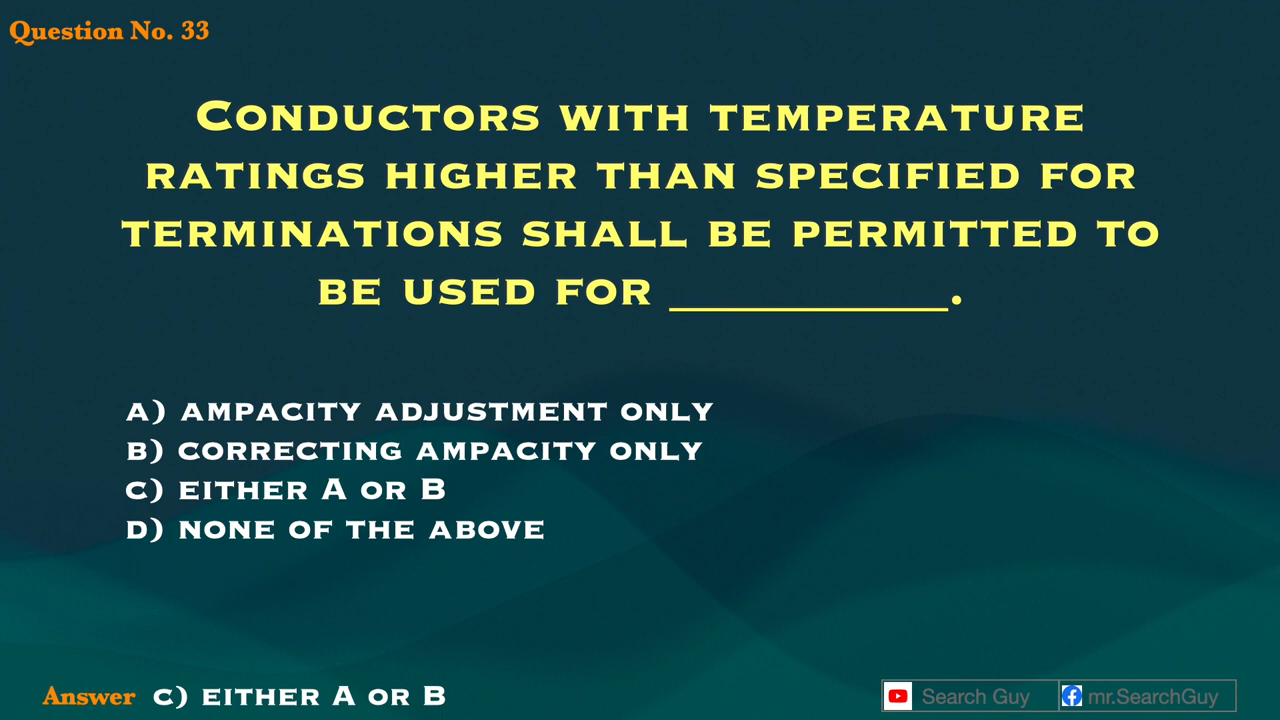 Question No. 33
Conductors with temperature
ratings higher than specified for
terminations shall be permitted to
be used for ____________.
a) ampacity adjustment only
b) correcting ampacity only
c) either A or B
d) none of the above
Answer c) either A or B
Search Guy mr.SearchGuy